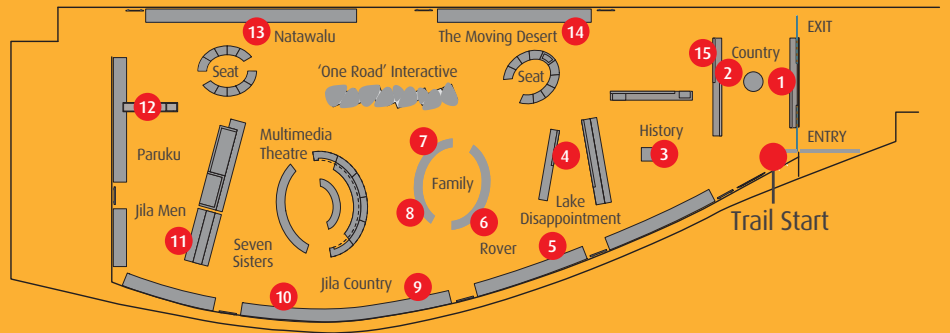 13
Natawalu
The Moving Desert
14
EXIT
15
Country
Seat
'One Road' Interactive
Seat
2
1
12
7
Multimedia
Theatre
4
History
3
ENTRY
Paruku
Family
Jila Men
8
6
Lake
Disappointment
Trail Start
11
Seven
Sisters
Rover
5
Jila Country
9
10